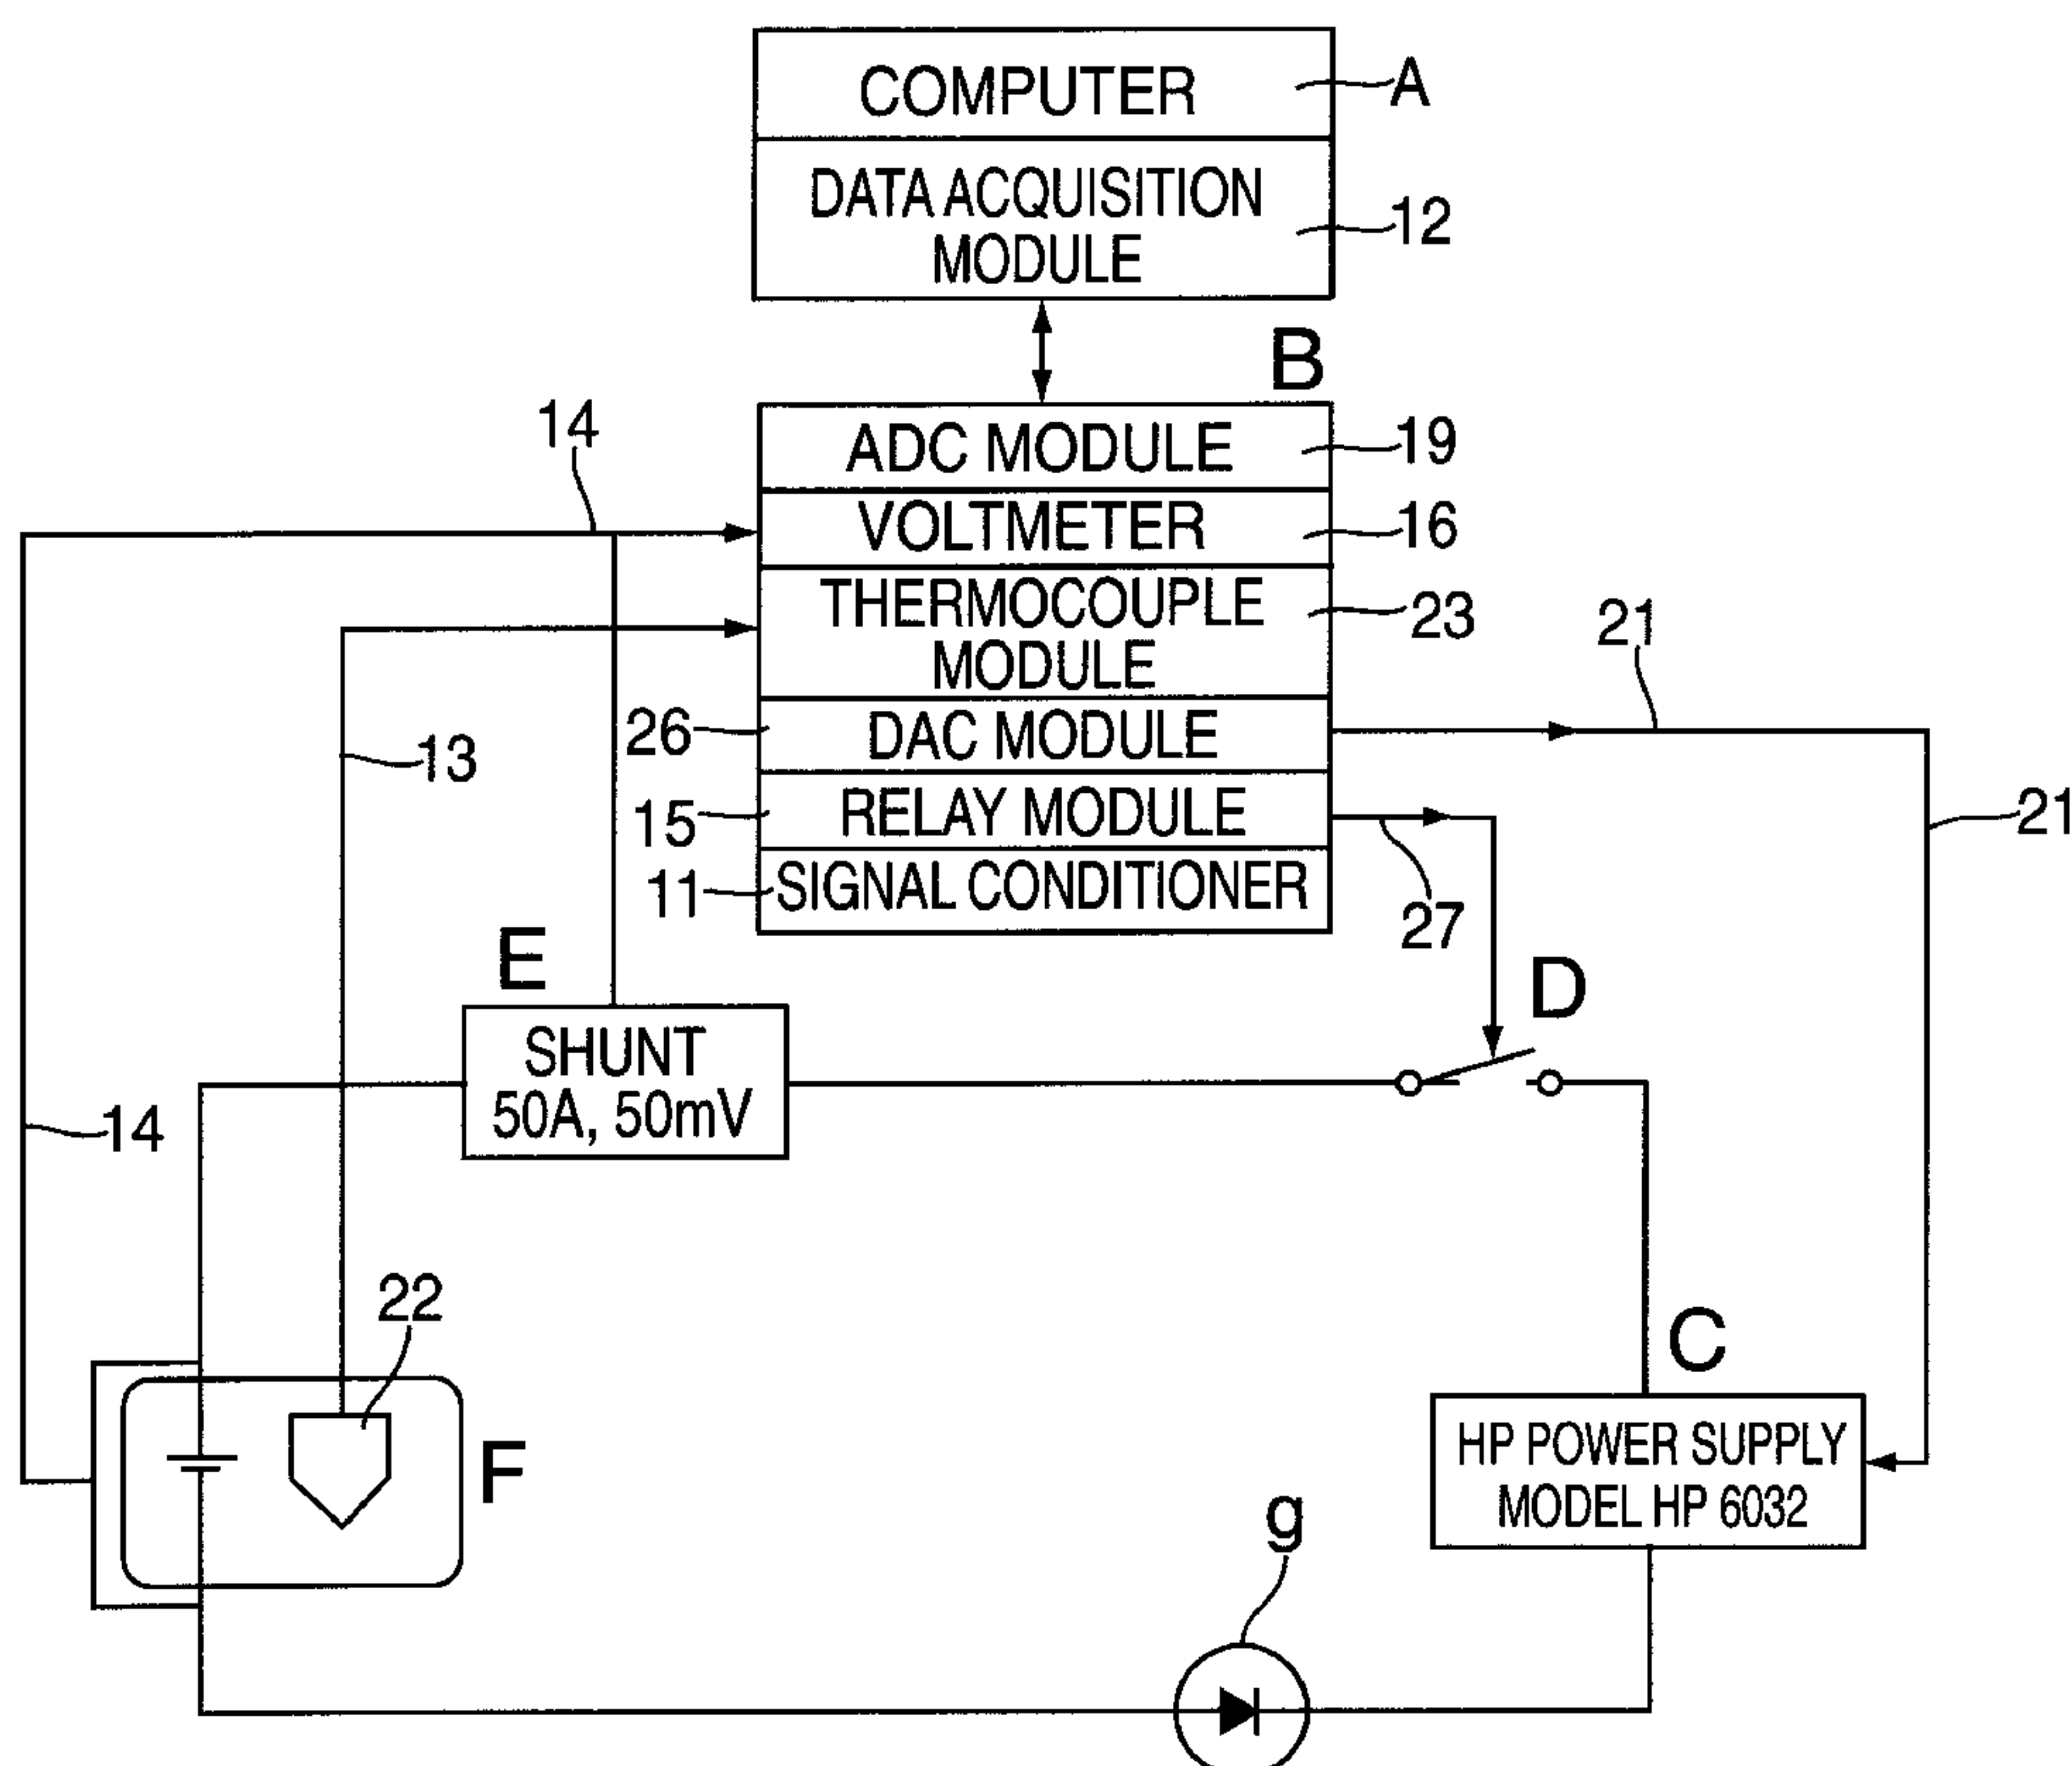 COMPUTER
A
DATA ACQUISITION
MODULE
12
B
14
ADC MODULE
19
VOLTMETER
16
THERMOCOUPLE
MODULE
23
21
26
DAC MODULE
13
15
RELAY MODULE
21
11
SIGNAL CONDITIONER
27
E
D
SHUNT
50A, 50mV
14
22
C
F
HP POWER SUPPLY
MODEL HP 6032
g